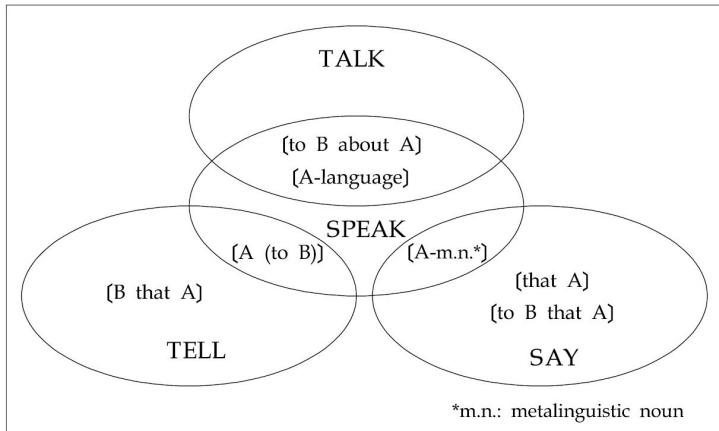 TALK
(to B about A)
(A-language)
SPEAK
(A (to B)) (A-m.n.*)
(B that A)
(that A)
(to B that A)
TELL
SAY
*m.n.: metalinguistic noun